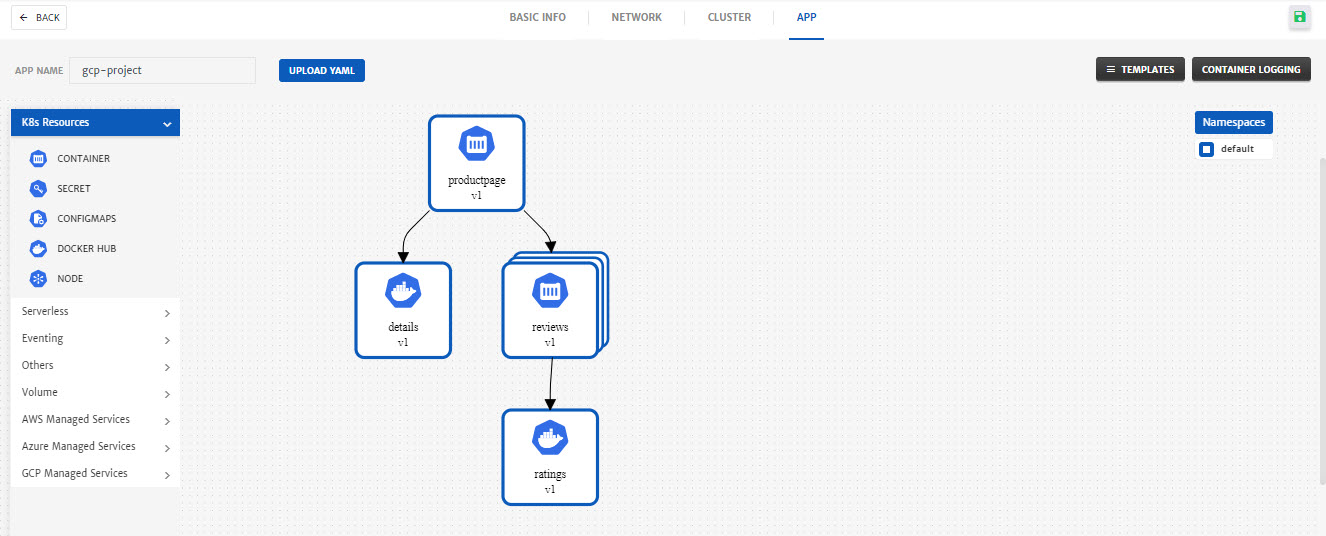 BACK
BASIC INFO
NETWORK
CLUSTER
APP
APP NAME
gcp-project
UPLOAD YAML
TEMPLATES
CONTAINER LOGGING
K8s Resources
CONTAINER
SECRET
CONFIGMAPS
DOCKER HUB
NODE
Serverless
Eventing
Others
Volume
AWS Managed Services
Azure Managed Services
GCP Managed Services
productpage
v1
details
v1
reviews
v1
ratings
v1
Namespaces
default